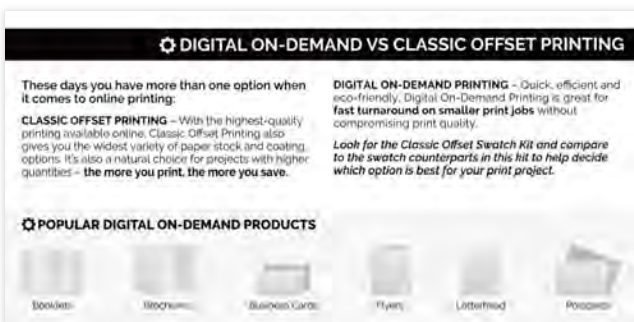 DIGITAL ON-DEMAND VS CLASSIC OFFSET PRINTING
These days you have more than one option when
it comes to online printing:
CLASSIC OFFSET PRINTING – With the highest-quality
printing available online, Classic Offset Printing also
gives you the widest variety of paper stock and coating
options. It's also a natural choice for projects with higher
quantities – the more you print, the more you save.
DIGITAL ON-DEMAND PRINTING – Quick, efficient and
eco-friendly, Digital On-Demand Printing is great for
fast turnaround on smaller print jobs without
compromising print quality.
Look for the Classic Offset Swatch Kit and compare
to the swatch counterparts in this kit to help decide
which option is best for your print project.
POPULAR DIGITAL ON-DEMAND PRODUCTS
Booklets
Brochures
Business Cards
Flyers
Letterhead
Postcards